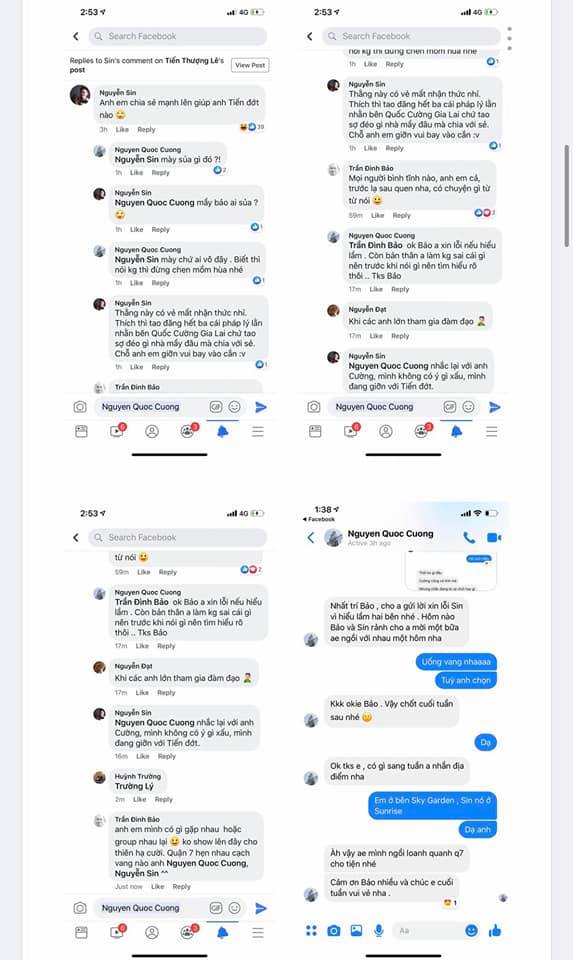 2:53
4G
Search Facebook
Replies to Sin's comment on Tiến Thượng Lê's
post
View Post
Nguyễn Sin
Anh em chia sẻ mạnh lên giúp anh Tiến đớt
nào
3h Like Reply
39
Nguyen Quoc Cuong
Nguyễn Sin mày sủa gì đó ?!
1h Like Reply
2
Nguyễn Sin
Nguyen Quoc Cuong mầy bảo ai sủa ?
1h Like Reply
1
Nguyen Quoc Cuong
Nguyễn Sin mày chứ ai vô đây . Biết thì
nói kg thì đừng chen mồm hùa nhé
1h Like Reply
1
Nguyễn Sin
Thằng này có vẻ mất nhận thức nhỉ.
Thích thì tao đăng hết ba cái pháp lý lằn
nhằn bên Quốc Cường Gia Lai chứ tao
sợ đéo gì nhà mầy đâu mà chia với sẻ.
Chỗ anh em giỡn vui bay vào cắn :v
1h Like Reply
1
Trần Đình Bảo
Nguyen Quoc Cuong
GIF
6
3
2:53
4G
Search Facebook
nói kg thì đừng chen mồm hùa nhé
1h Like Reply
1
Nguyễn Sin
Thằng này có vẻ mất nhận thức nhỉ.
Thích thì tao đăng hết ba cái pháp lý lằn
nhằn bên Quốc Cường Gia Lai chứ tao
sợ đéo gì nhà mầy đâu mà chia với sẻ.
Chỗ anh em giỡn vui bay vào cắn :v
1h Like Reply
1
Trần Đình Bảo
Mọi người bình tĩnh nào, anh em cả,
trước lạ sau quen nha, có chuyện gì từ
từ nói
59m Like Reply
2
Nguyen Quoc Cuong
Trần Đình Bảo ok Bảo A xin lỗi nếu hiểu
lầm . Còn bản thân a làm kg sai cái gì
nên trước khi nói gì nên tìm hiểu rõ
thôi .. Tks Bảo
17m Like Reply
Nguyễn Đạt
Khi các anh lớn tham gia đàm đạo
17m Like Reply
Nguyễn Sin
Nguyen Quoc Cuong nhắc lại với anh
Cường, mình không có ý gì xấu, mình
đang giỡn với Tiến đớt.
Nguyen Quoc Cuong
GIF
6
3
2:53
4G
Search Facebook
từ nói
59m Like Reply
2
Nguyen Quoc Cuong
Trần Đình Bảo ok Bảo A xin lỗi nếu hiểu
lầm . Còn bản thân a làm kg sai cái gì
nên trước khi nói gì nên tìm hiểu rõ
thôi .. Tks Bảo
17m Like Reply
Nguyễn Đạt
Khi các anh lớn tham gia đàm đạo
17m Like Reply
Nguyễn Sin
Nguyen Quoc Cuong nhắc lại với anh
Cường, mình không có ý gì xấu, mình
đang giỡn với Tiến đớt.
16m Like Reply
Huỳnh Trường
Trường Lý
2m Like Reply
Trần Đình Bảo
anh em mình có gì gặp nhau hoặc
group nhau lại ko show lên đây cho
thiên hạ cười. Quận 7 hẹn nhau cạch
vang nào anh Nguyen Quoc Cuong,
Nguyễn Sin ^^
Just now Like Reply
Nguyen Quoc Cuong
GIF
6
3
1:38
Facebook
Nguyen Quoc Cuong
Active 3h ago
Nhất trí Bảo , cho a gửi lời xin lỗi Sin
vì hiểu lầm hai bên nhé . Hôm nào
Bảo và Sin rảnh cho a mời một bữa
ae ngồi với nhau một hôm nha
Uống vang nhaaaa
Tuỳ anh chọn
Kkk okie Bảo . Vậy chốt cuối tuần
sau nhé
Dạ
Ok tks e , có gì sang tuần a nhắn địa
điểm nha
Em ở bên Sky Garden , Sin nó ở
Sunrise
Dạ anh
Àh vậy ae mình ngồi loanh quanh q7
cho tiện nhé
Cảm ơn Bảo nhiều và chúc e cuối
tuần vui vẻ nha .
1
Aa